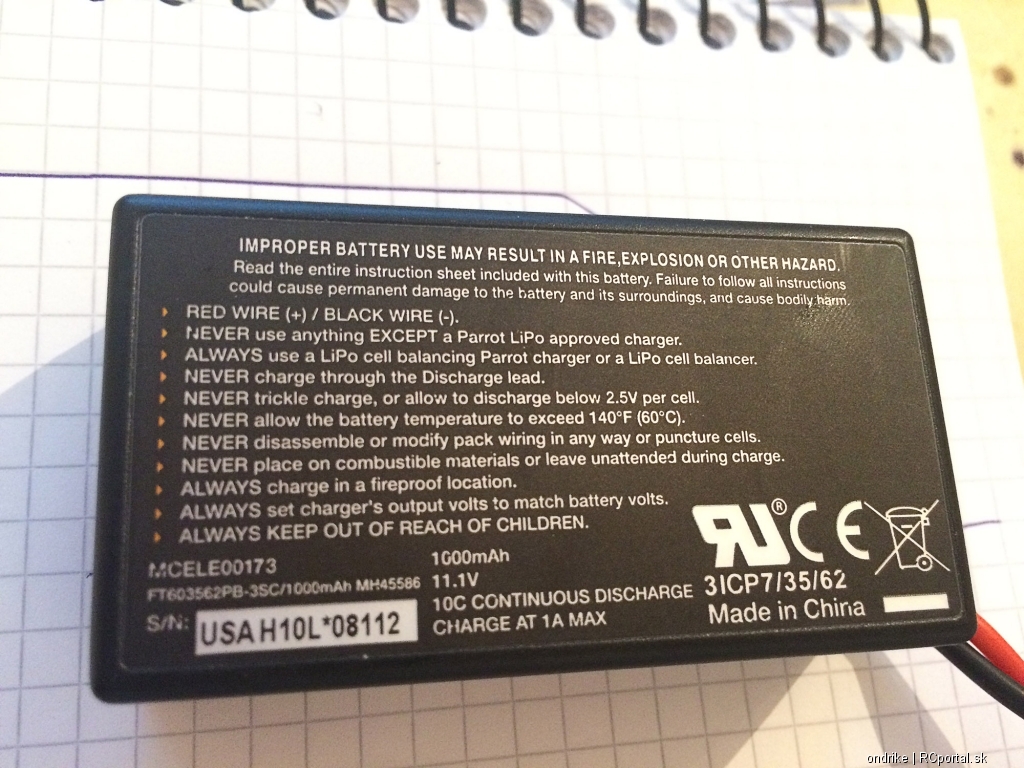 IMPROPER BATTERY USE MAY RESULT IN A FIRE,EXPLOSION OR OTHER HAZARD.
Read the entire instruction sheet included with this battery. Failure to follow all instructions
could cause permanent damage to the battery and its surroundings, and cause bodily harm.
RED WIRE (+) / BLACK WIRE (-).
NEVER use anything EXCEPT a Parrot LiPo approved charger.
ALWAYS use a LiPo cell balancing Parrot charger or a LiPo cell balancer.
NEVER charge through the Discharge lead.
NEVER trickle charge, or allow to discharge below 2.5V per cell.
NEVER allow the battery temperature to exceed 140°F (60°C).
NEVER disassemble or modify pack wiring in any way or puncture cells.
NEVER place on combustible materials or leave unattended during charge.
ALWAYS charge in a fireproof location.
ALWAYS set charger's output volts to match battery volts.
ALWAYS KEEP OUT OF REACH OF CHILDREN.
MCELE00173
FT603562PB-3SC/1000mAh MH45586
S/N: USA H10L*08112
1000mAh
11.1V
10C CONTINUOUS DISCHARGE
CHARGE AT 1A MAX
RU® CE
3ICP7/35/62
Made in China
ondrike | RCportal.sk